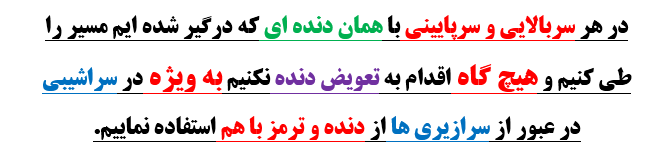 در هر سربالایی و سرپایینی با همان دنده ای که درگیر شده ایم مسیر را
طی کنیم و هیچ گاه اقدام به تعویض دنده نکنیم به ویژه در سراشیبی
در عبور از سرازیری ها از دنده و ترمز با هم استفاده نماییم.